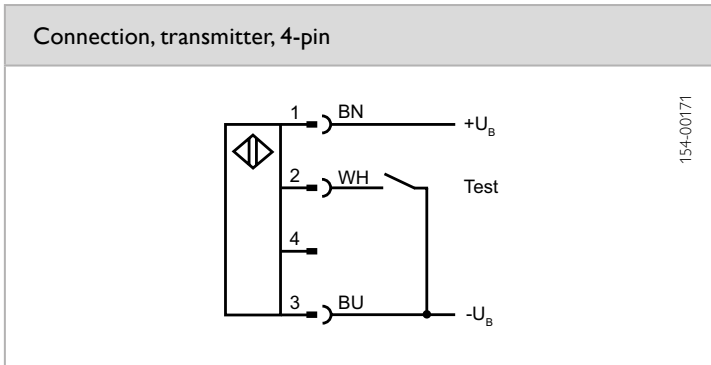 Connection, transmitter, 4-pin
1 BN +U_B
2 WH Test
4
3 BU -U_B
154-00171